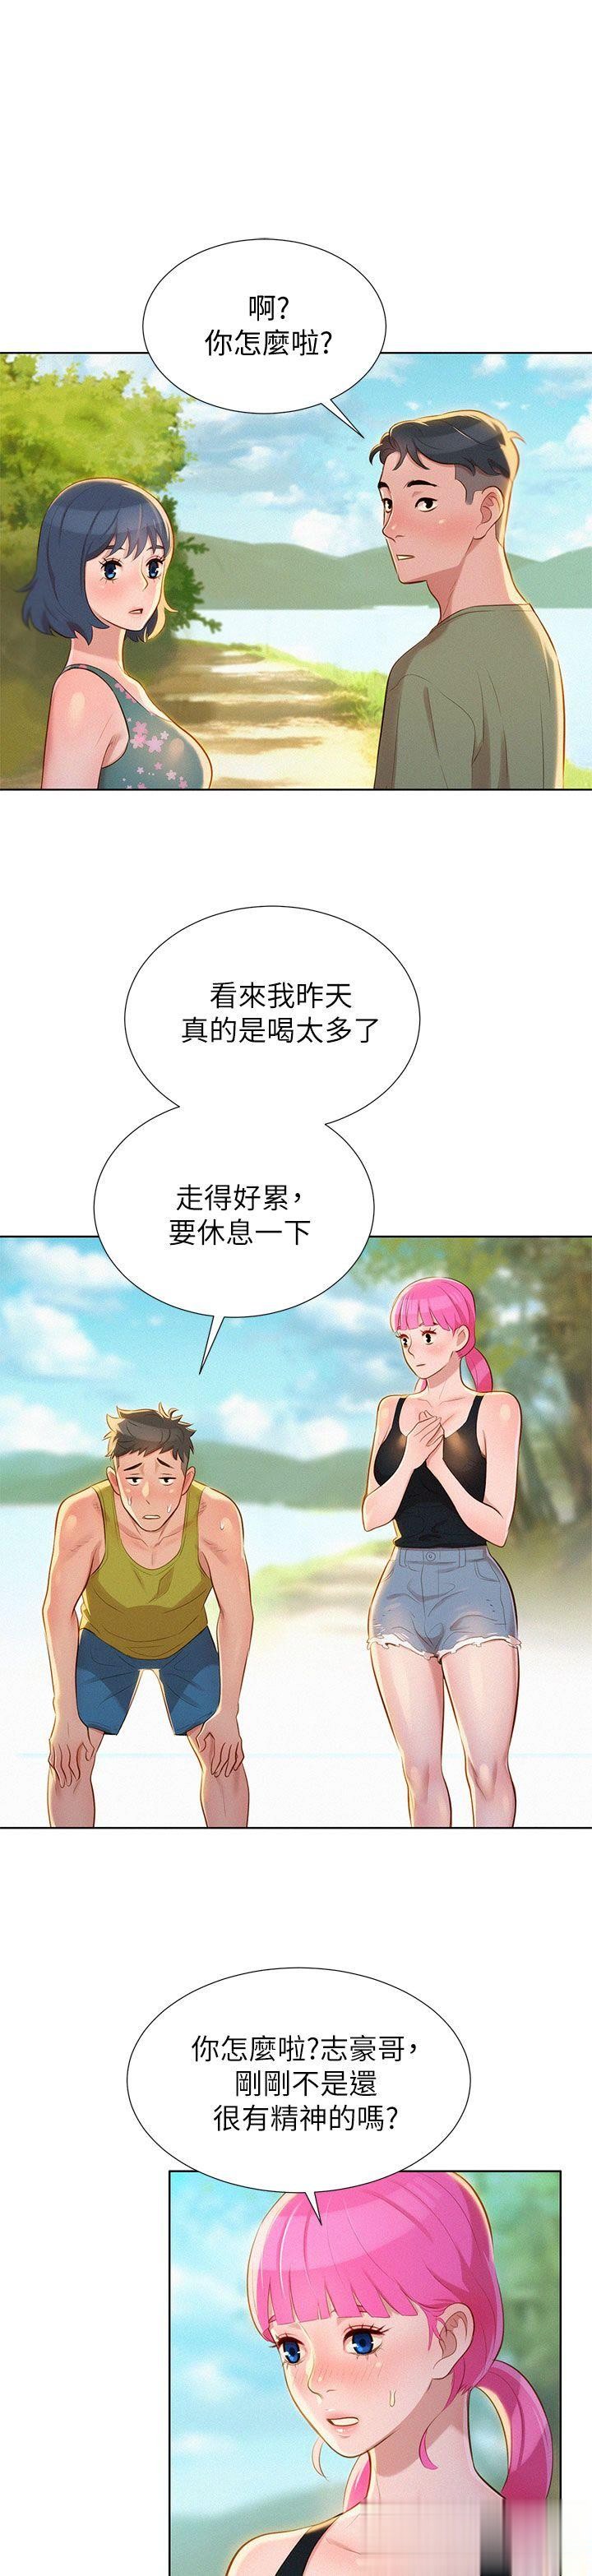 啊?
你怎麼啦?
看來我昨天
真的是喝太多了
走得好累，
要休息一下
你怎麼啦?志豪哥，
剛剛不是還
很有精神的嗎?